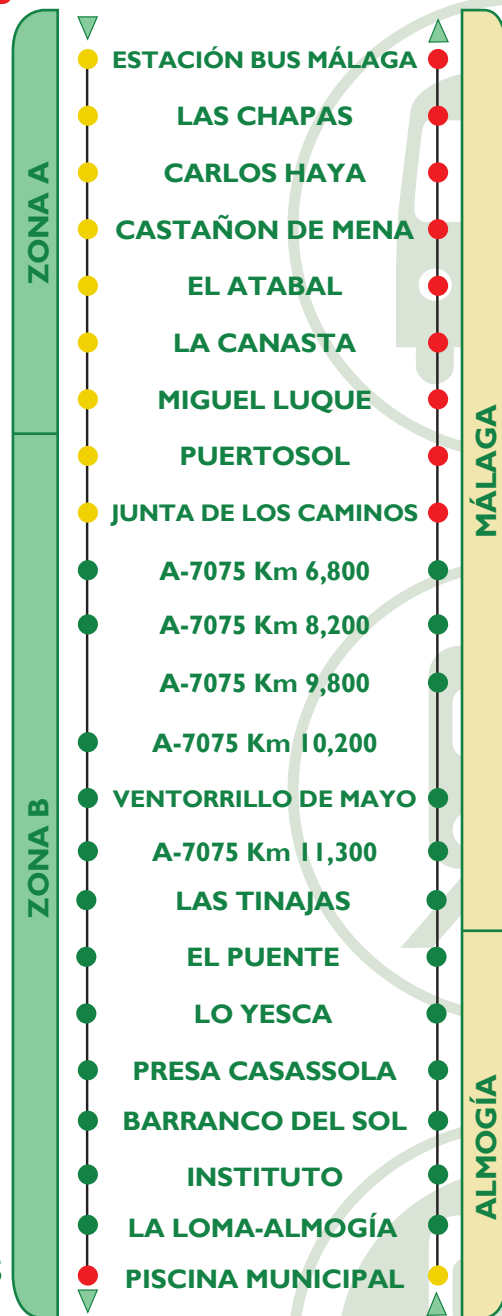 ZONA A
ESTACIÓN BUS MÁLAGA
LAS CHAPAS
CARLOS HAYA
CASTAÑON DE MENA
EL ATABAL
LA CANASTA
MIGUEL LUQUE
PUERTOSOL
JUNTA DE LOS CAMINOS
A-7075 Km 6,800
A-7075 Km 8,200
A-7075 Km 9,800
A-7075 Km 10,200
VENTORRILLO DE MAYO
A-7075 Km 11,300
LAS TINAJAS
EL PUENTE
LO YESCA
PRESA CASASSOLA
BARRANCO DEL SOL
INSTITUTO
LA LOMA-ALMOGÍA
PISCINA MUNICIPAL
ZONA B
MÁLAGA
ALMOGÍA